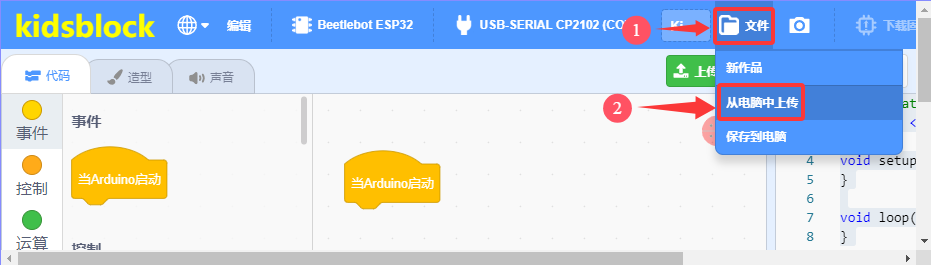 kidsblock
编辑
Beetlebot ESP32
USB-SERIAL CP2102 (CO
Ki
1
文件
代码
造型
声音
上传
新作品
2
从电脑中上传
保存到电脑
事件
控制
运算
事件
当Arduino启动
控制
当Arduino启动
4 void setup
5 }
6
7 void loop(
8 }